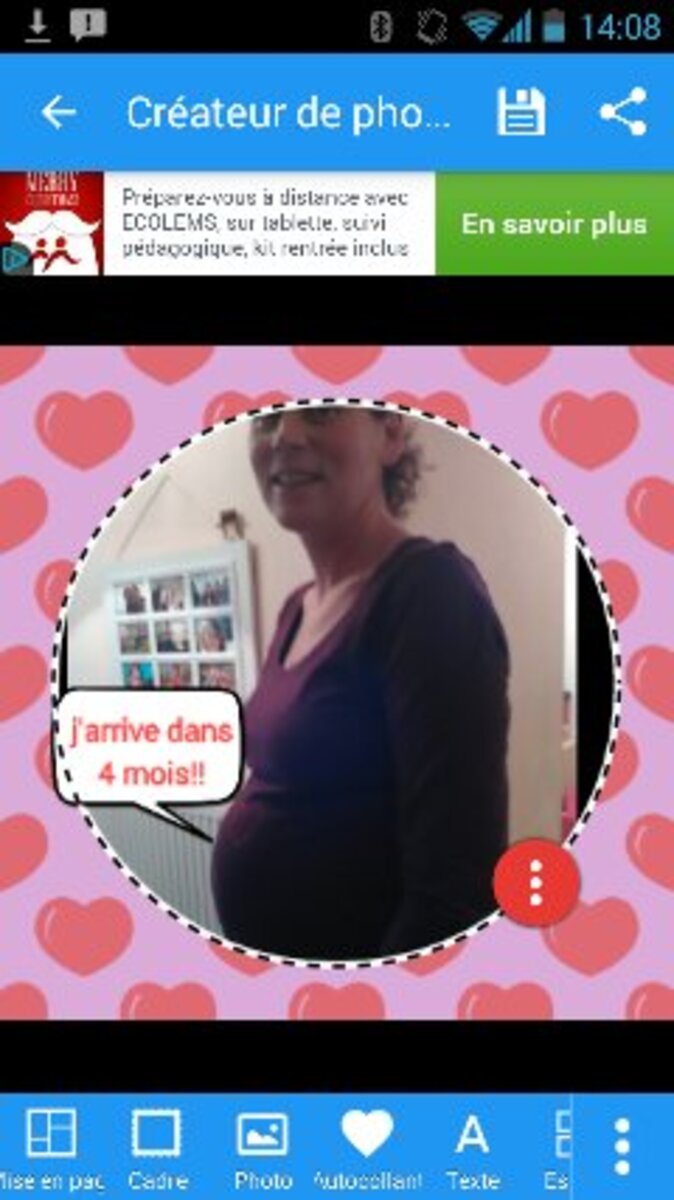 14:08
Créateur de pho...
Préparez-vous à distance avec
ECOLEMS, sur tablette, suivi
pédagogique, kit rentrée inclus
En savoir plus
j'arrive dans
4 mois!!
Mise en pag
Cadre
Photo
Autocollant
Texte
Es